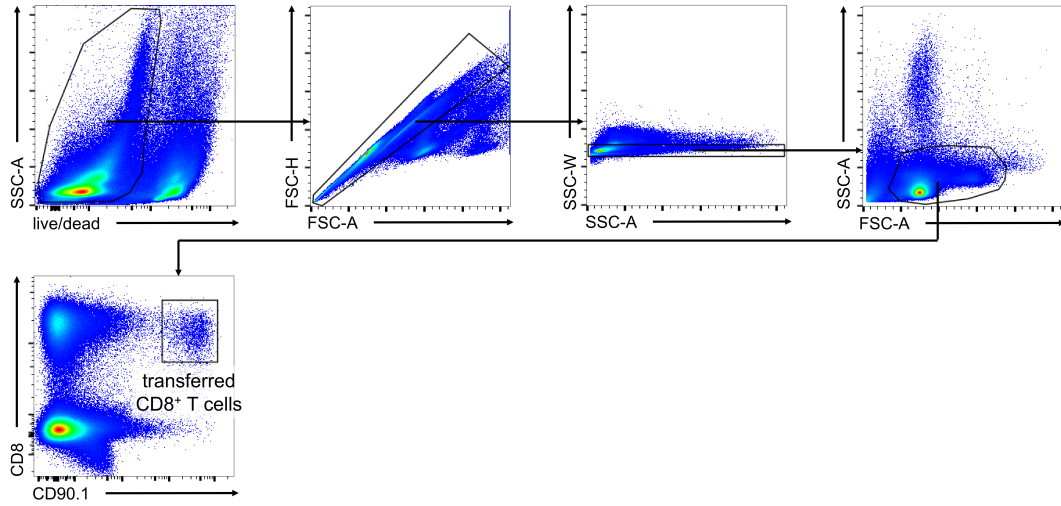 SSC-A
live/dead
FSC-H
FSC-A
SSC-W
SSC-A
SSC-A
FSC-A
CD8
transferred
CD8⁺ T cells
CD90.1